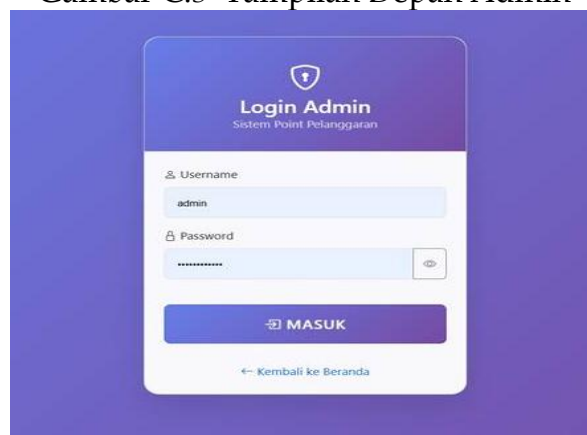 Login Admin
Sistem Point Pelanggaran
Username
admin
Password
••••••••••••
MASUK
← Kembali ke Beranda